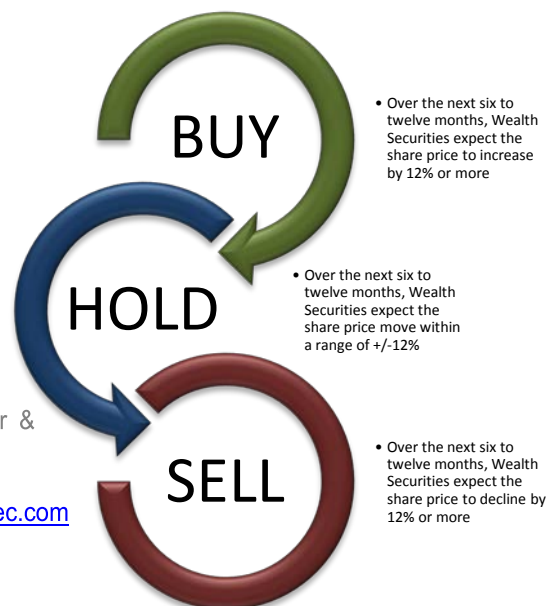 BUY
• Over the next six to
twelve months, Wealth
Securities expect the
share price to increase
by 12% or more
HOLD
• Over the next six to
twelve months, Wealth
Securities expect the
share price move within
a range of +/-12%
r &
SELL
• Over the next six to
twelve months, Wealth
Securities expect the
share price to decline by
12% or more
ec.com